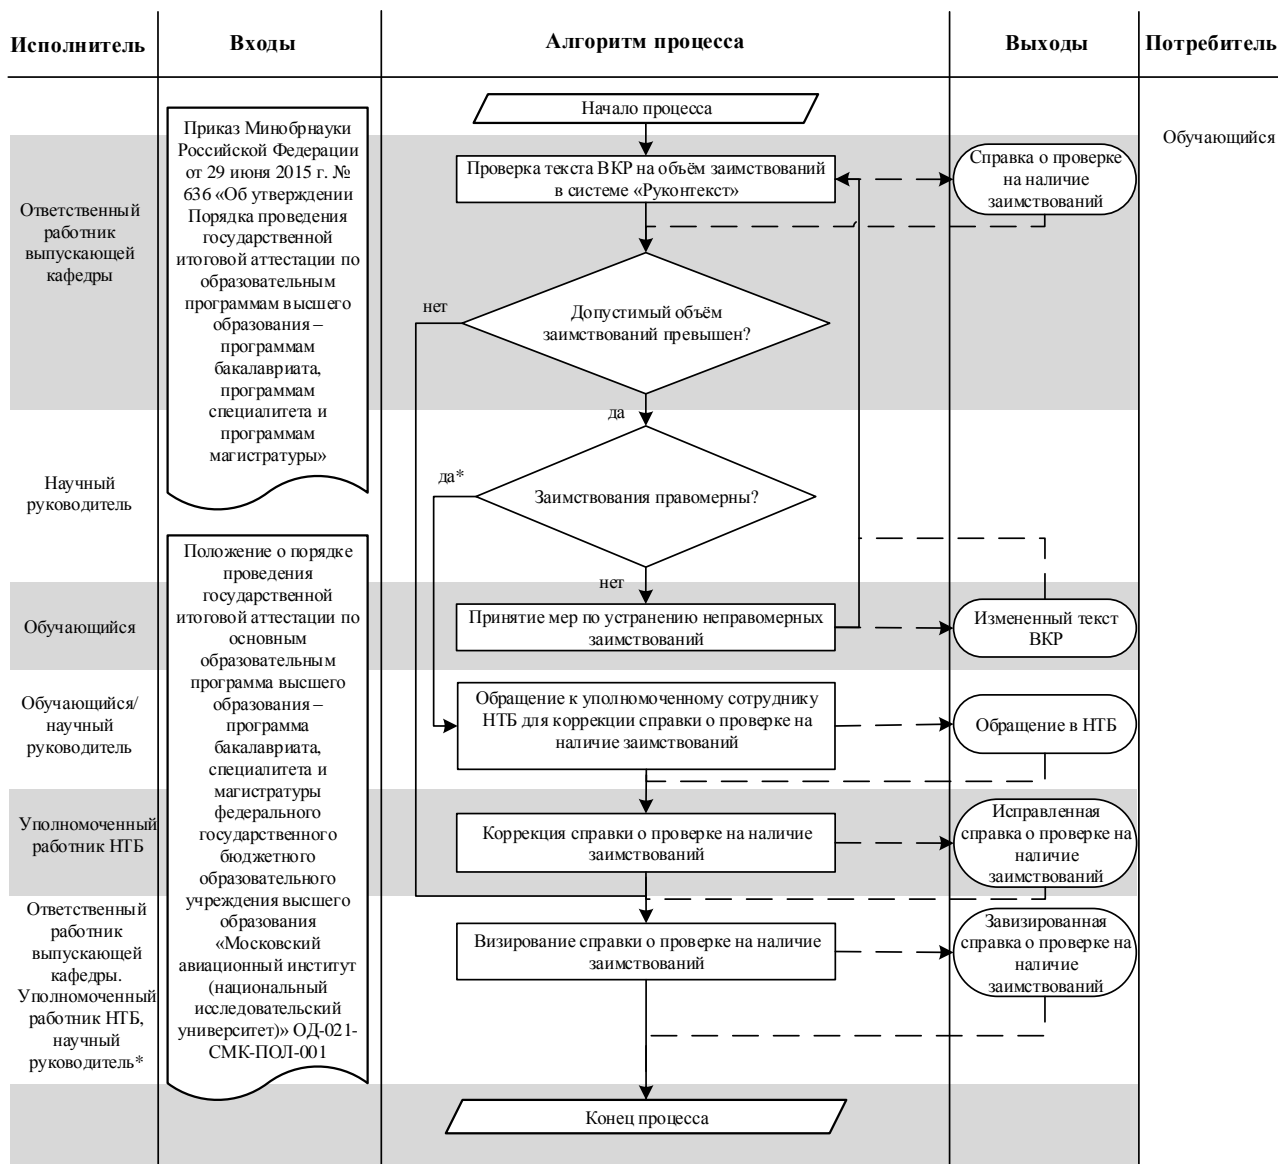 Исполнитель
Входы
Алгоритм процесса
Выходы
Потребитель
Ответственный
работник
выпускающей
кафедры
Научный
руководитель
Обучающийся
Обучающийся/
научный
руководитель
Уполномоченный
работник НТБ
Ответственный
работник
выпускающей
кафедры.
Уполномоченный
работник НТБ,
научный
руководитель*
Приказ Минобрнауки
Российской Федерации
от 29 июня 2015 г. №
636 «Об утверждении
Порядка проведения
государственной
итоговой аттестации по
образовательным
программам высшего
образования –
программам
бакалавриата,
программам
специалитета и
программам
магистратуры»
Положение о порядке
проведения
государственной
итоговой аттестации по
основным
образовательным
программа высшего
образования –
программа
бакалавриата,
специалитета и
магистратуры
федерального
государственного
бюджетного
образовательного
учреждения высшего
образования
«Московский
авиационный институт
(национальный
исследовательский
университет)» ОД-021-
СМК-ПОЛ-001
Начало процесса
Проверка текста ВКР на объём заимствований
в системе «Руконтекст»
Допустимый объём
заимствований превышен?
нет
да
Заимствования правомерны?
да*
нет
Принятие мер по устранению неправомерных
заимствований
Обращение к уполномоченному сотруднику
НТБ для коррекции справки о проверке на
наличие заимствований
Коррекция справки о проверке на наличие
заимствований
Визирование справки о проверке на наличие
заимствований
Конец процесса
Справка о проверке
на наличие
заимствований
Измененный текст
ВКР
Обращение в НТБ
Исправленная
справка о проверке на
наличие
заимствований
Завизированная
справка о проверке на
наличие
заимствований
Обучающийся